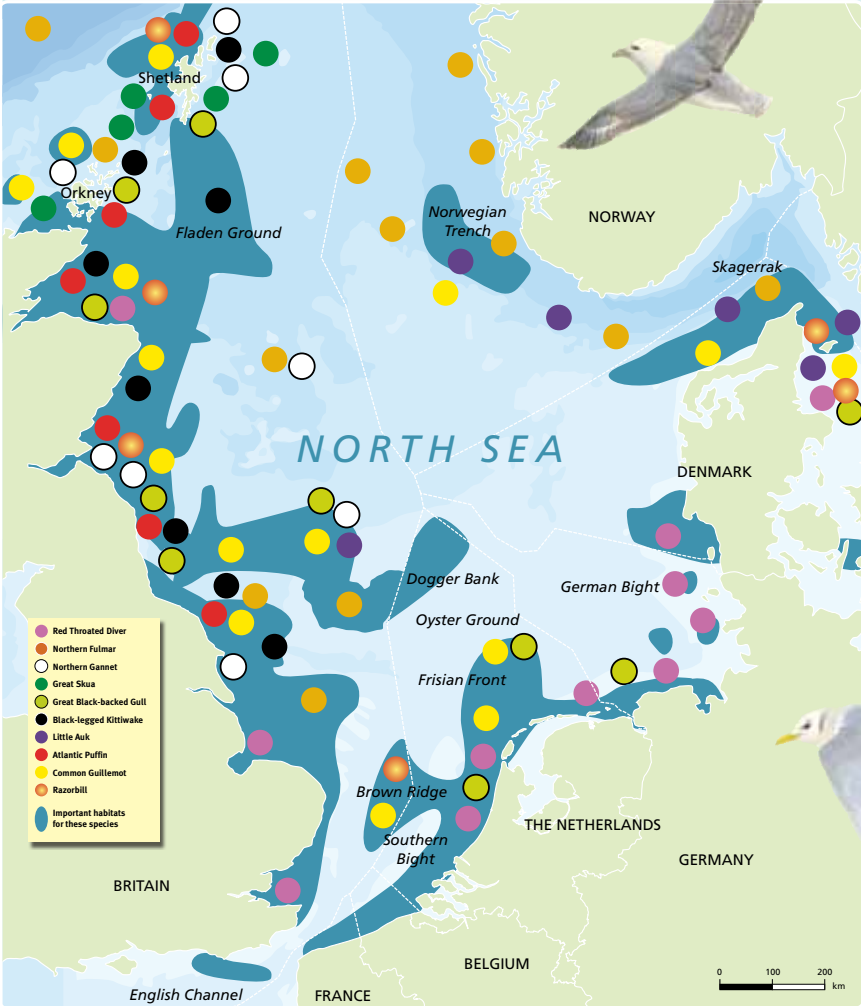 Shetland
Orkney
Fladen Ground
Norwegian
Trench
NORWAY
Skagerrak
NORTH SEA
DENMARK
Dogger Bank
German Bight
Oyster Ground
Frisian Front
Red Throated Diver
Northern Fulmar
Northern Gannet
Great Skua
Great Black-backed Gull
Black-legged Kittiwake
Little Auk
Atlantic Puffin
Common Guillemot
Razorbill
Important habitats
for these species
Brown Ridge
Southern
Bight
THE NETHERLANDS
GERMANY
BRITAIN
BELGIUM
English Channel
FRANCE
0 100 200
km